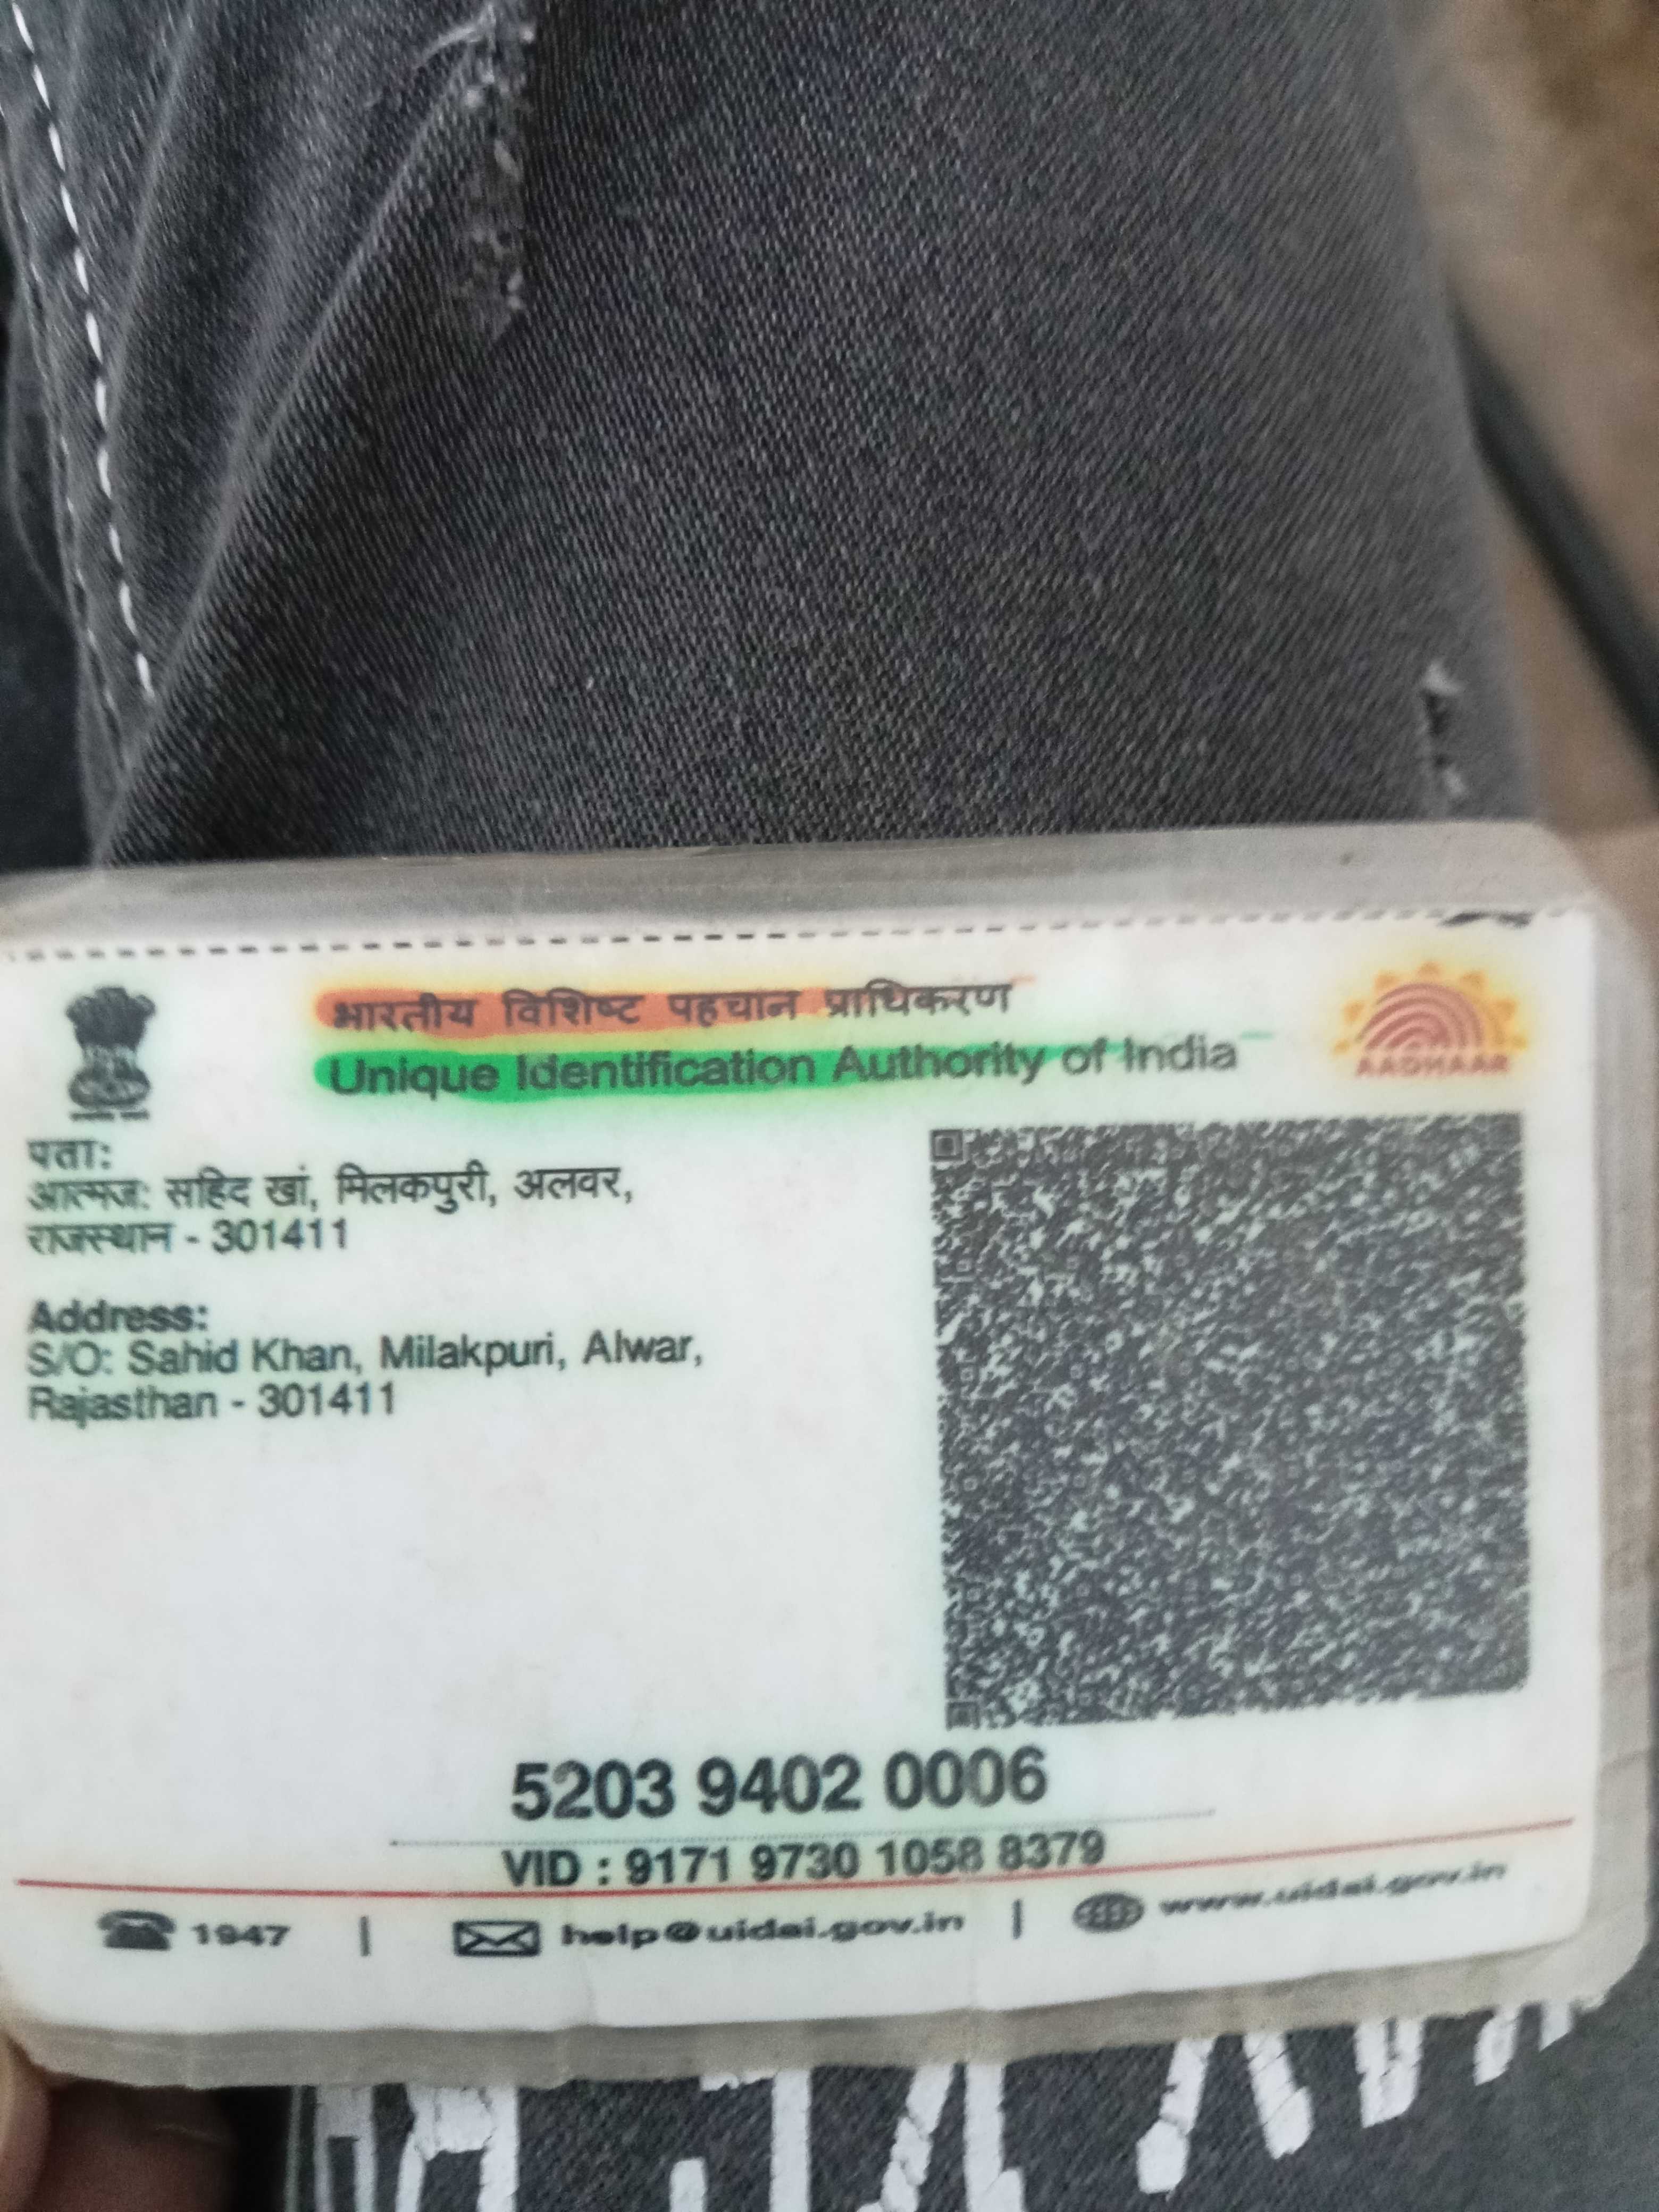 भारतीय विशिष्ट पहचान प्राधिकरण
Unique Identification Authority of India
AADHAAR
पता:
आत्मज: सहिद खां, मिलकपुरी, अलवर,
राजस्थान - 301411
Address:
S/O: Sahid Khan, Milakpuri, Alwar,
Rajasthan - 301411
5203 9402 0006
VID : 9171 9730 1058 8379
1947 | help@uidai.gov.in | www.uidai.gov.in